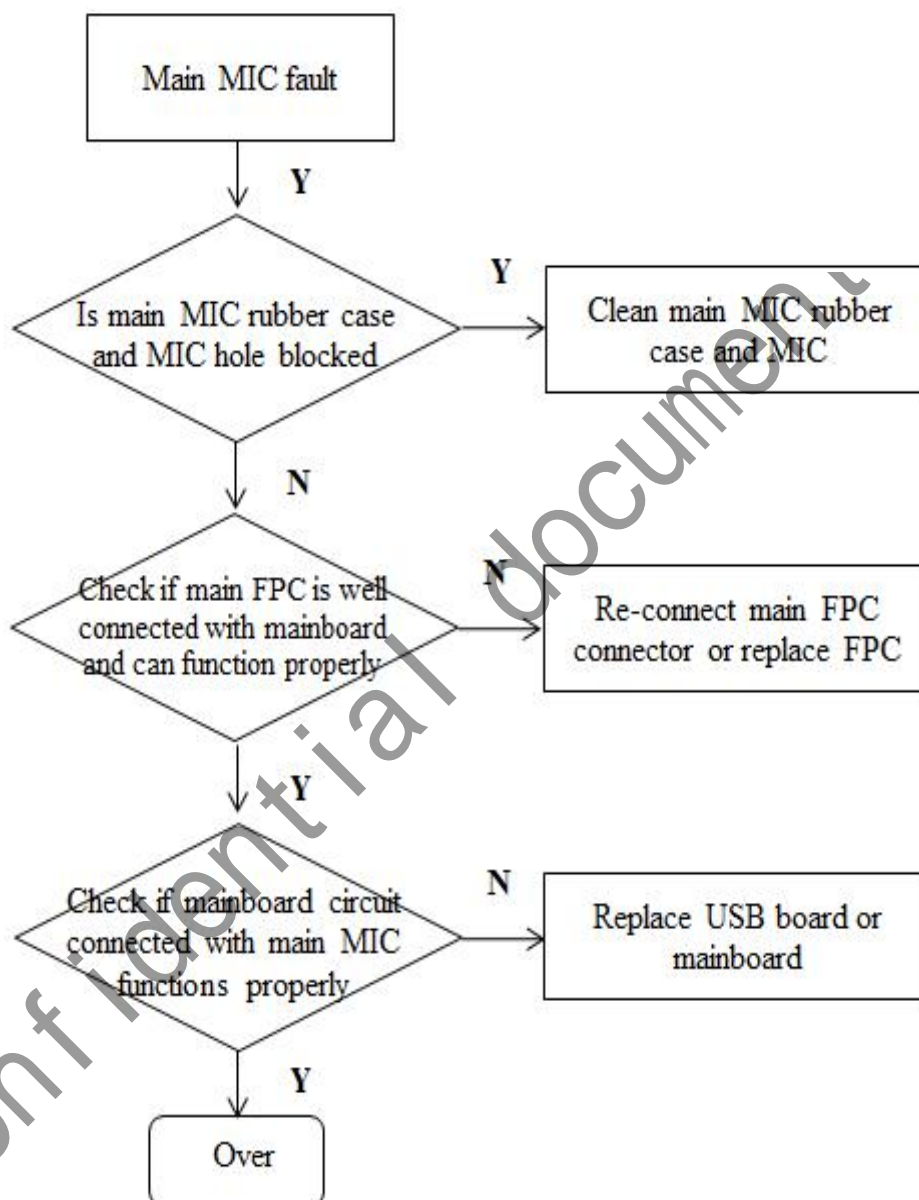 Main MIC fault
Y
Is main MIC rubber case
and MIC hole blocked
Y
Clean main MIC rubber
case and MIC
N
Check if main FPC is well
connected with mainboard
and can function properly
N
Re-connect main FPC
connector or replace FPC
Y
Check if mainboard circuit
connected with main MIC
functions properly
N
Replace USB board or
mainboard
Y
Over
onfidential document